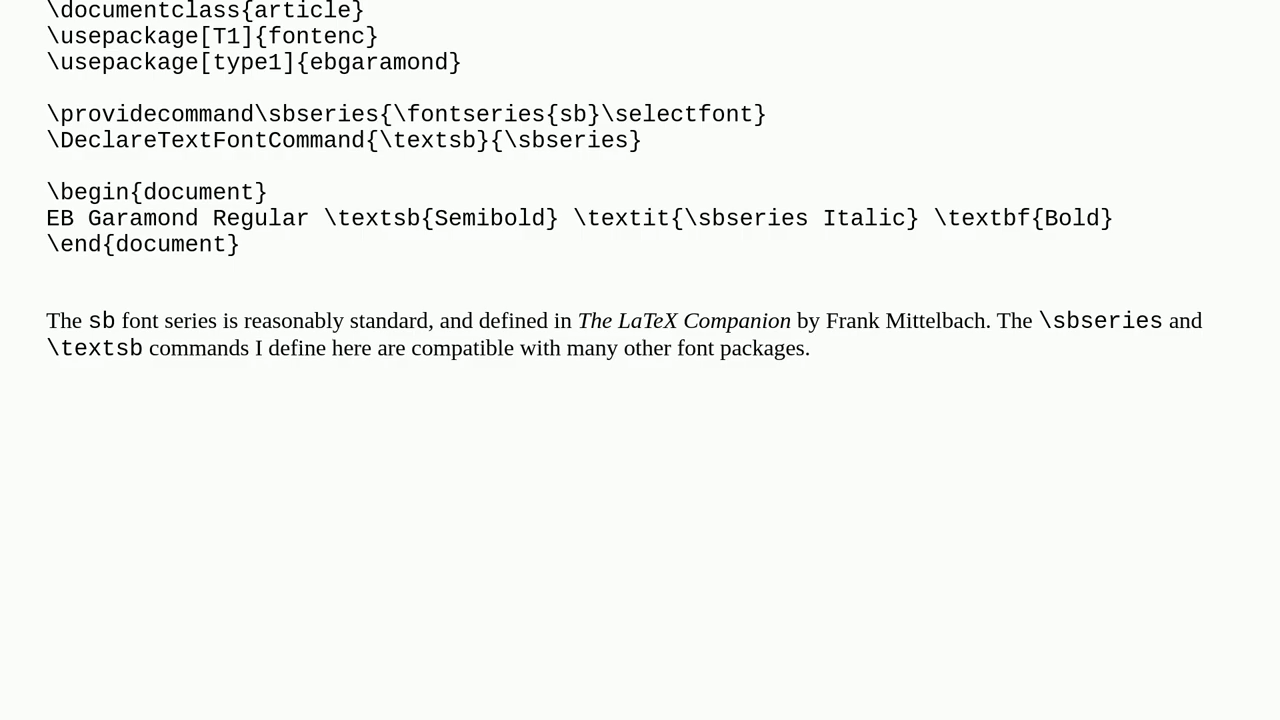 \documentclass{article}
\usepackage[T1]{fontenc}
\usepackage[type1]{ebgaramond}
\providecommand\sbseries{\fontseries{sb}\selectfont}
\DeclareTextFontCommand{\textsb}{\sbseries}
\begin{document}
EB Garamond Regular \textsb{Semibold} \textit{\sbseries Italic} \textbf{Bold}
\end{document}
The sb font series is reasonably standard, and defined in The LaTeX Companion by Frank Mittelbach. The \sbseries and
\textsb commands I define here are compatible with many other font packages.